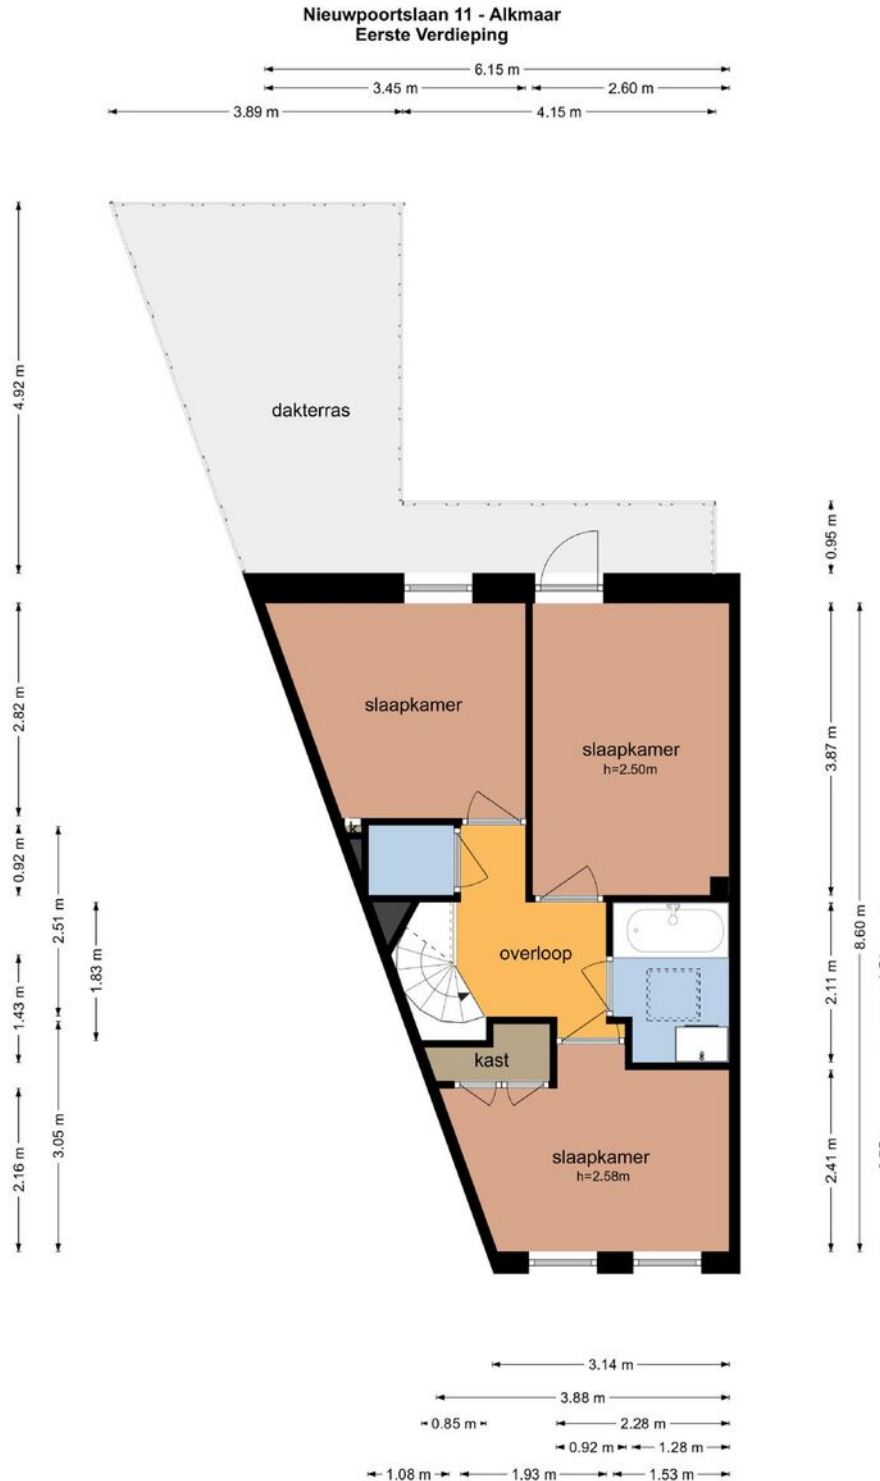 Nieuwpoortslaan 11 - Alkmaar
Eerste Verdieping
6.15 m
3.45 m
2.60 m
3.89 m
4.15 m
4.92 m
dakterras
0.95 m
2.82 m
slaapkamer
slaapkamer
h=2.50m
3.87 m
k
0.92 m
2.51 m
1.83 m
8.60 m
overloop
1.43 m
2.11 m
kast
3.05 m
2.16 m
slaapkamer
h=2.58m
2.41 m
3.14 m
3.88 m
0.85 m
2.28 m
0.92 m
1.28 m
1.08 m
1.93 m
1.53 m